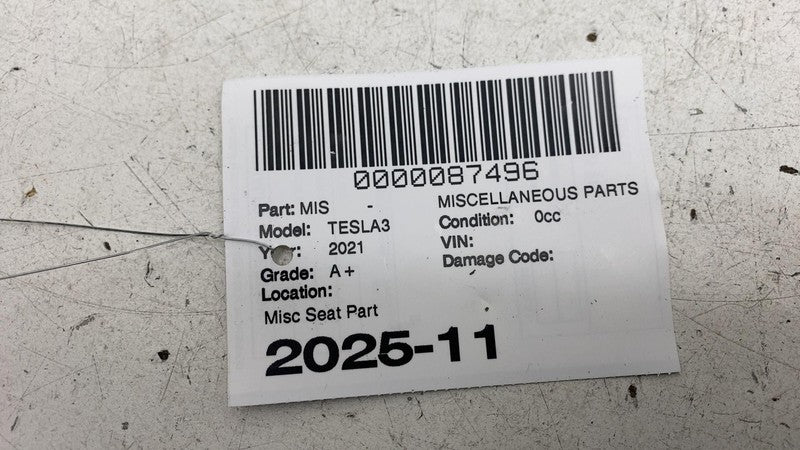 0000087496
Part: MIS - MISCELLANEOUS PARTS
Model: TESLA3 Condition: 0cc
Year: 2021 VIN:
Grade: A+ Damage Code:
Location:
Misc Seat Part
2025-11